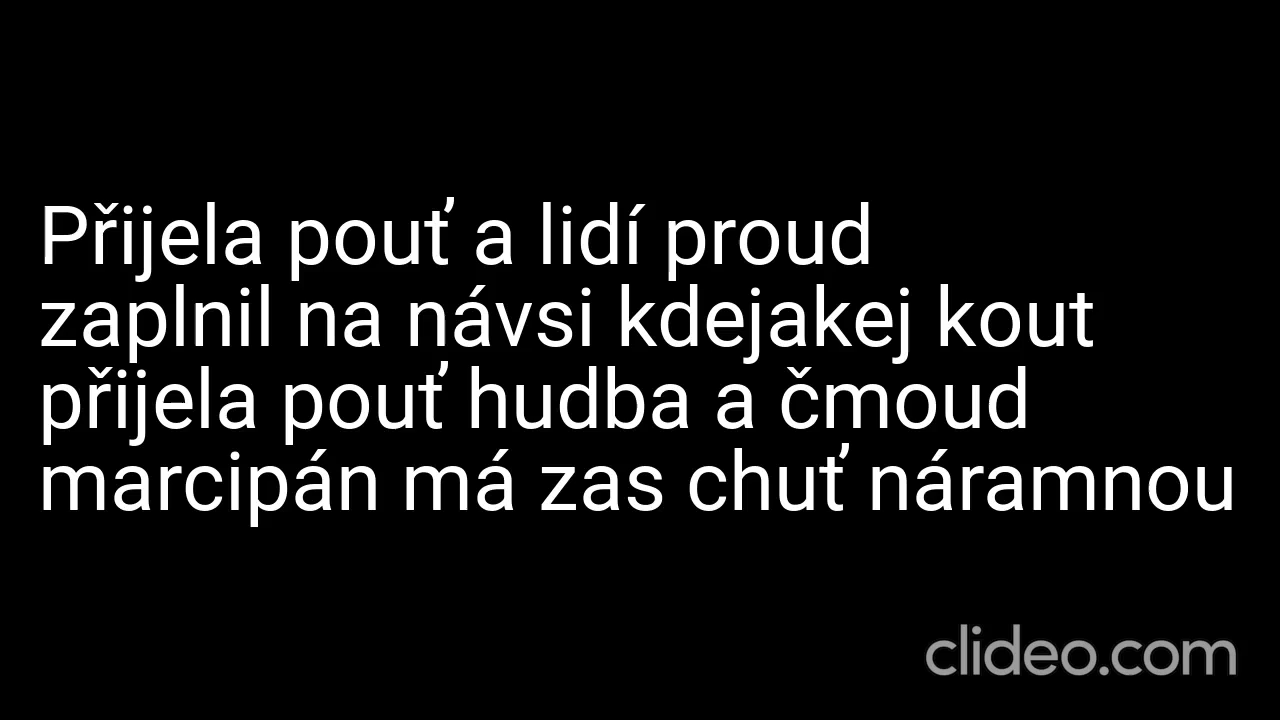 Přijela pouť a lidí proud
zaplnil na návsi kdejakej kout
přijela pouť hudba a čmoud
marcipán má zas chuť náramnou
clideo.com